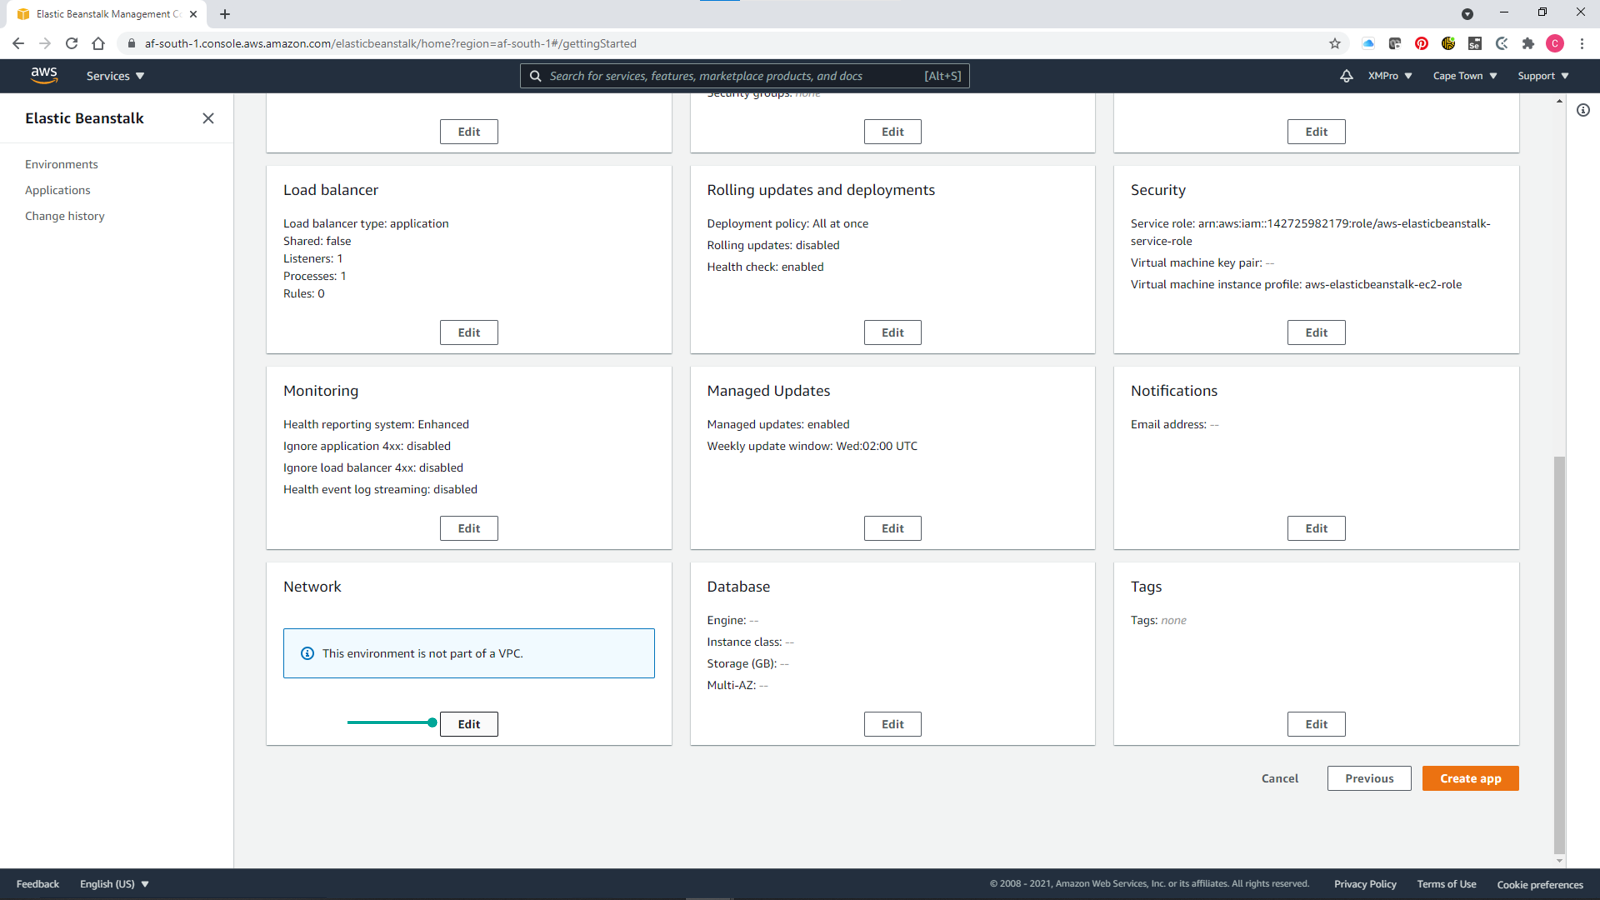 Elastic Beanstalk Management Co
af-south-1.console.aws.amazon.com/elasticbeanstalk/home?region=af-south-1#/gettingStarted
C
aws
Services ▼
Search for services, features, marketplace products, and docs
[Alt+S]
XMPro ▼
Cape Town ▼
Support ▼
Elastic Beanstalk
Environments
Applications
Change history
Security groups: none
Edit
Edit
Edit
Load balancer
Load balancer type: application
Shared: false
Listeners: 1
Processes: 1
Rules: 0
Edit
Rolling updates and deployments
Deployment policy: All at once
Rolling updates: disabled
Health check: enabled
Edit
Security
Service role: arn:aws:iam::142725982179:role/aws-elasticbeanstalk-
service-role
Virtual machine key pair: --
Virtual machine instance profile: aws-elasticbeanstalk-ec2-role
Edit
Monitoring
Health reporting system: Enhanced
Ignore application 4xx: disabled
Ignore load balancer 4xx: disabled
Health event log streaming: disabled
Edit
Managed Updates
Managed updates: enabled
Weekly update window: Wed:02:00 UTC
Edit
Notifications
Email address: --
Edit
Network
This environment is not part of a VPC.
Edit
Database
Engine: --
Instance class: --
Storage (GB): --
Multi-AZ: --
Edit
Tags
Tags: none
Edit
Cancel
Previous
Create app
Feedback
English (US) ▼
© 2008 - 2021, Amazon Web Services, Inc. or its affiliates. All rights reserved.
Privacy Policy
Terms of Use
Cookie preferences